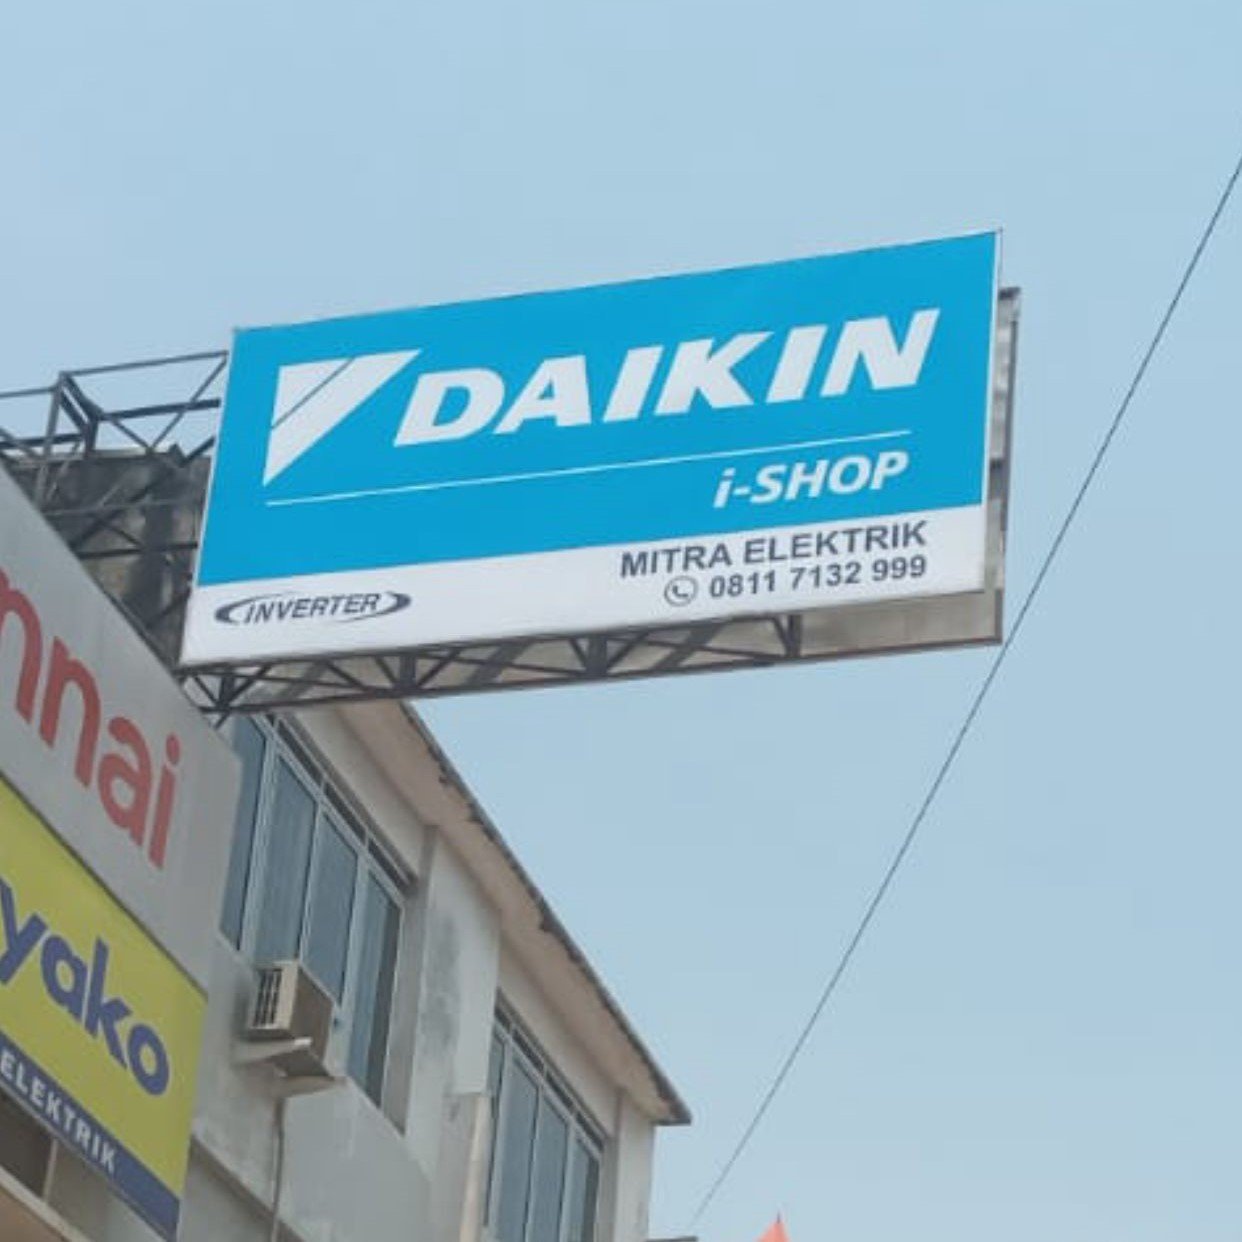 DAIKIN
i-SHOP
MITRA ELEKTRIK
0811 7132 999
INVERTER
nnai
yako
ELEKTRIK